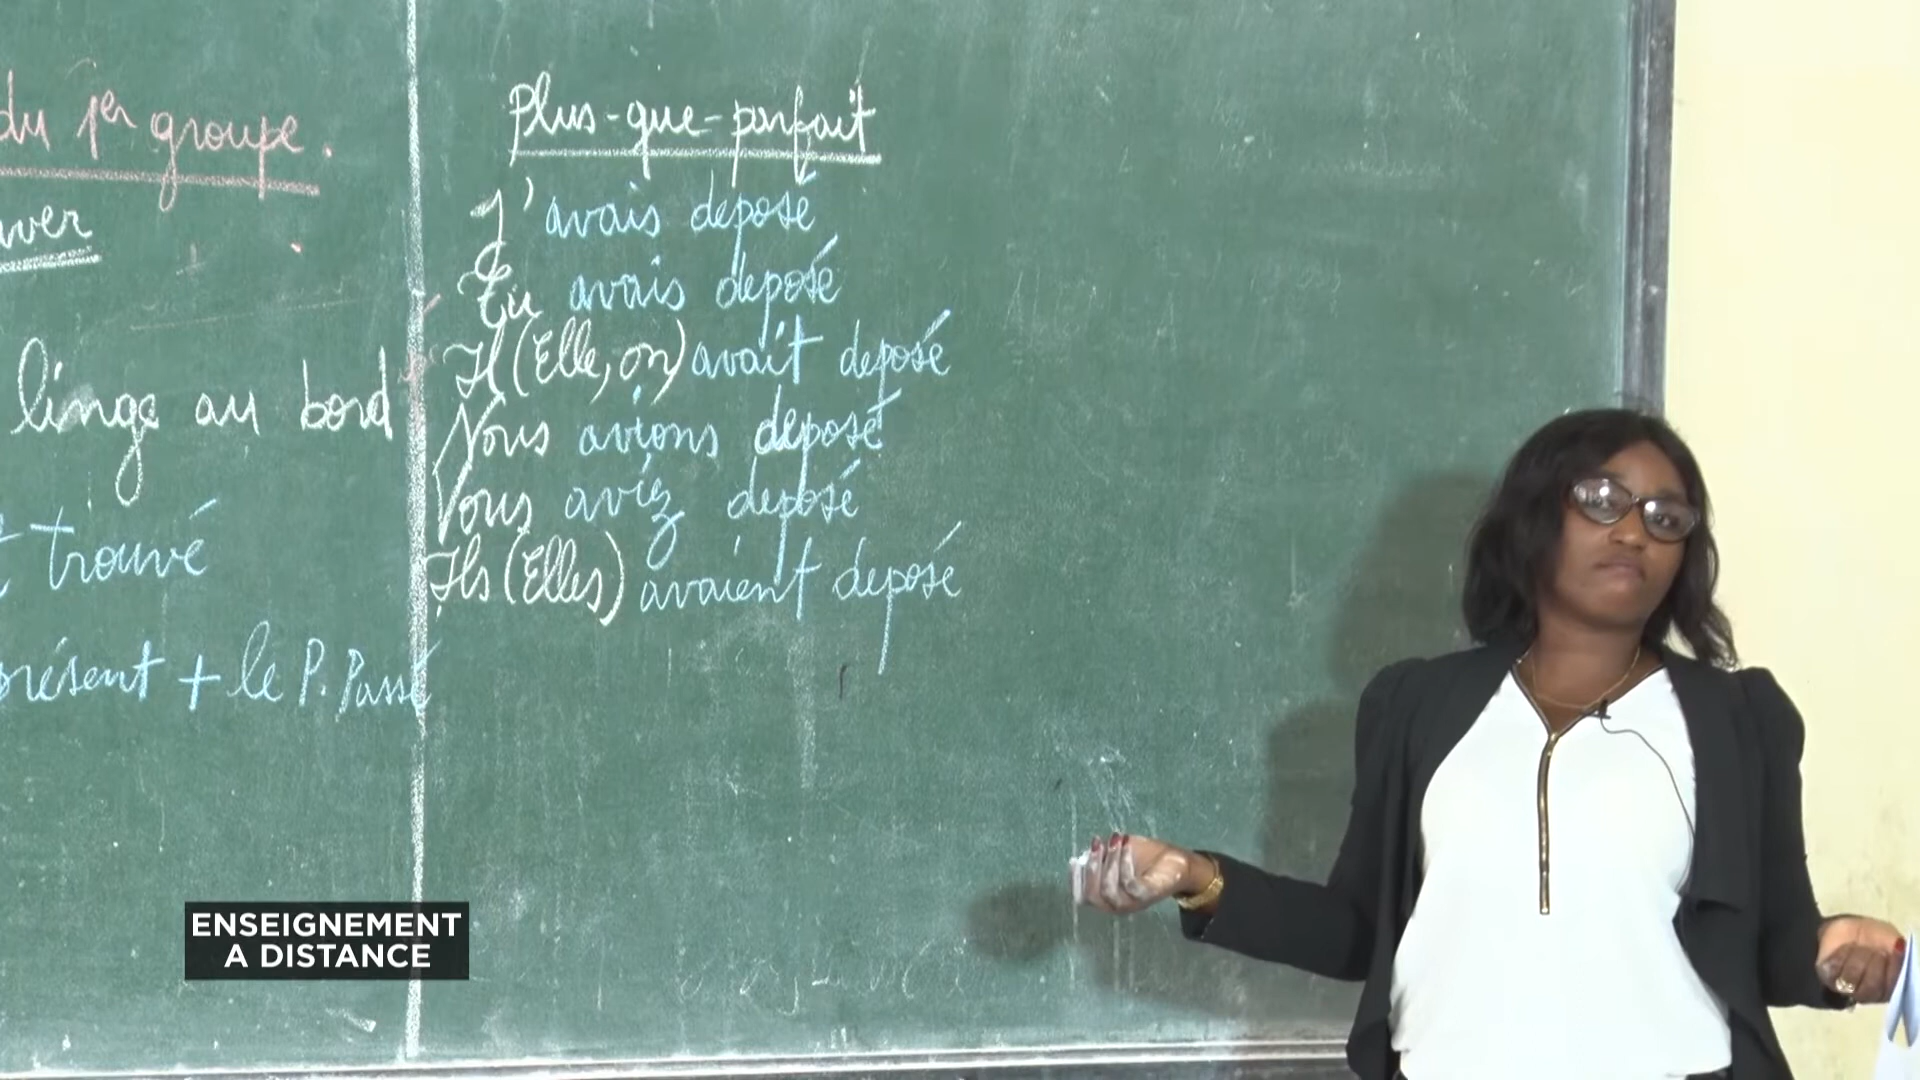 du 1er groupe.
uver
linge au bord
t trouvé
présent + le P. Passé
Plus-que-parfait
J'avais deposé
Tu avais deposé
Il (Elle, on) avait deposé
Nous avions deposé
Vous aviez deposé
Ils (Elles) avaient deposé
ENSEIGNEMENT
A DISTANCE